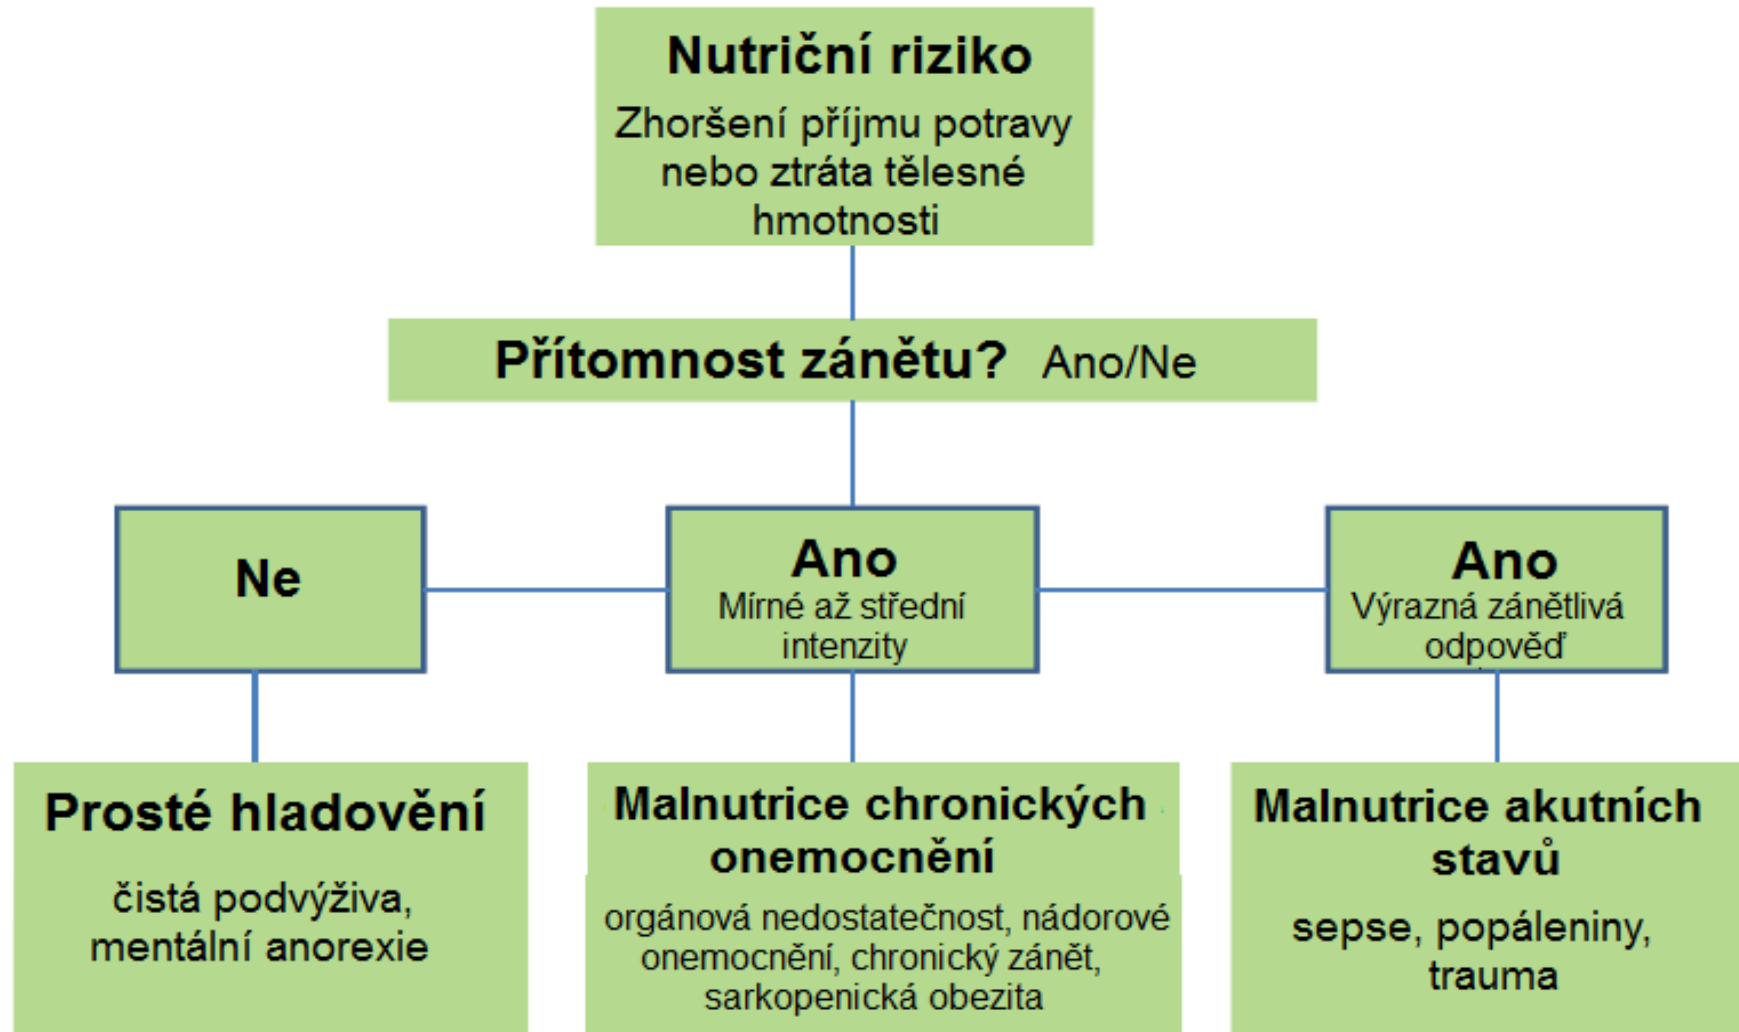 Nutriční riziko
Zhoršení příjmu potravy
nebo ztráta tělesné
hmotnosti
Přítomnost zánětu? Ano/Ne
Ne
Ano
Mírné až střední
intenzity
Ano
Výrazná zánětlivá
odpověď
Prosté hladovění
čistá podvýživa,
mentální anorexie
Malnutrice chronických
onemocnění
orgánová nedostatečnost, nádorové
onemocnění, chronický zánět,
sarkopenická obezita
Malnutrice akutních
stavů
sepse, popáleniny,
trauma